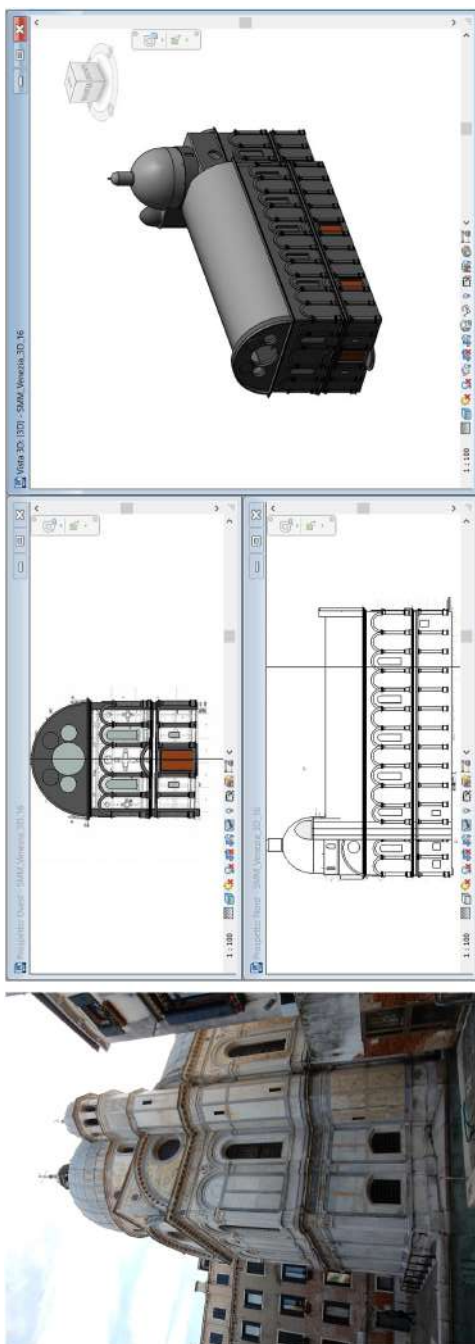 Prospetto: Ovest - SMM_Venezia_3D_16
1 : 100
Prospetto: Nord - SMM_Venezia_3D_16
1 : 100
Vista 3D: {3D} - SMM_Venezia_3D_16
1 : 100